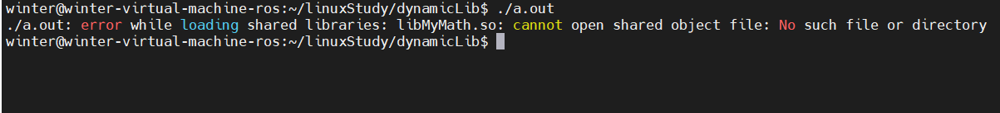 winter@winter-virtual-machine-ros:~/linuxStudy/dynamicLib$ ./a.out
./a.out: error while loading shared libraries: libMyMath.so: cannot open shared object file: No such file or directory
winter@winter-virtual-machine-ros:~/linuxStudy/dynamicLib$